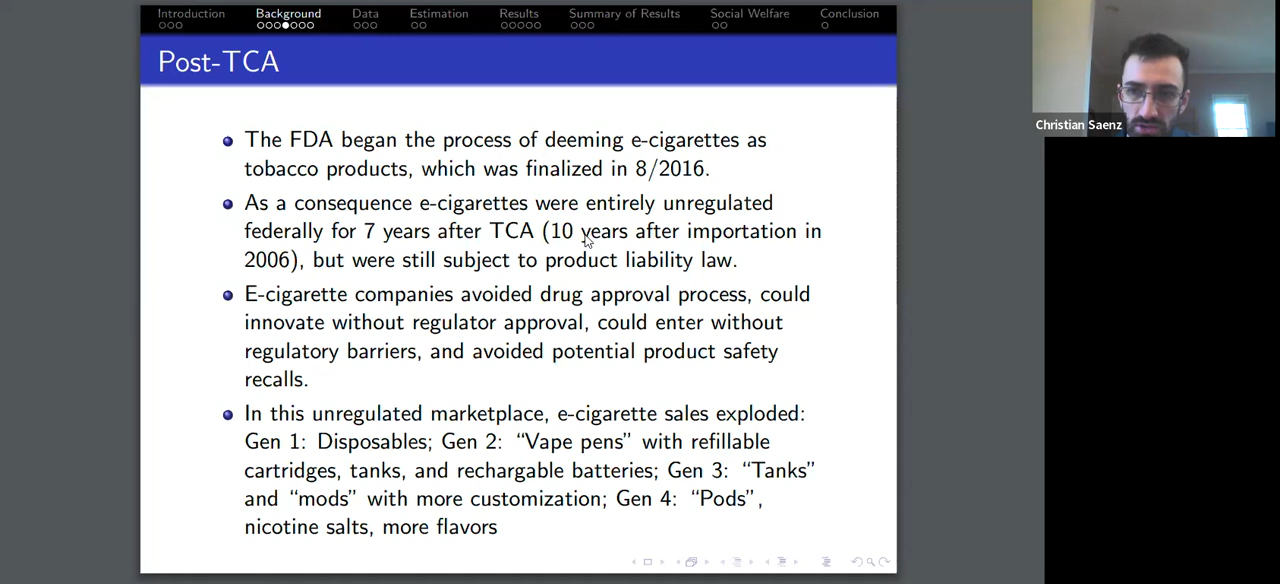 Introduction Background Data Estimation Results Summary of Results Social Welfare Conclusion
Post-TCA
The FDA began the process of deeming e-cigarettes as
tobacco products, which was finalized in 8/2016.
As a consequence e-cigarettes were entirely unregulated
federally for 7 years after TCA (10 years after importation in
2006), but were still subject to product liability law.
E-cigarette companies avoided drug approval process, could
innovate without regulator approval, could enter without
regulatory barriers, and avoided potential product safety
recalls.
In this unregulated marketplace, e-cigarette sales exploded:
Gen 1: Disposables; Gen 2: “Vape pens” with refillable
cartridges, tanks, and rechargable batteries; Gen 3: “Tanks”
and “mods” with more customization; Gen 4: “Pods”,
nicotine salts, more flavors
Christian Saenz